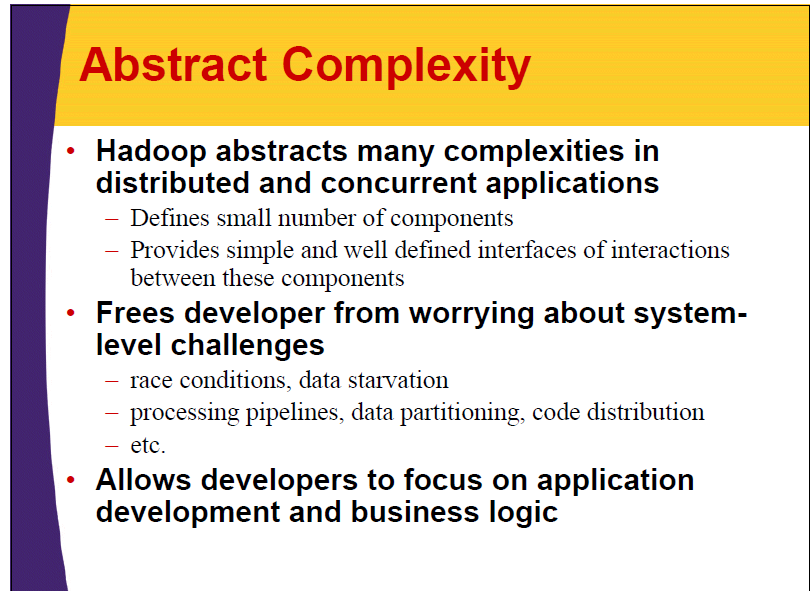 Abstract Complexity
• Hadoop abstracts many complexities in
distributed and concurrent applications
– Defines small number of components
– Provides simple and well defined interfaces of interactions
between these components
• Frees developer from worrying about system-
level challenges
– race conditions, data starvation
– processing pipelines, data partitioning, code distribution
– etc.
• Allows developers to focus on application
development and business logic